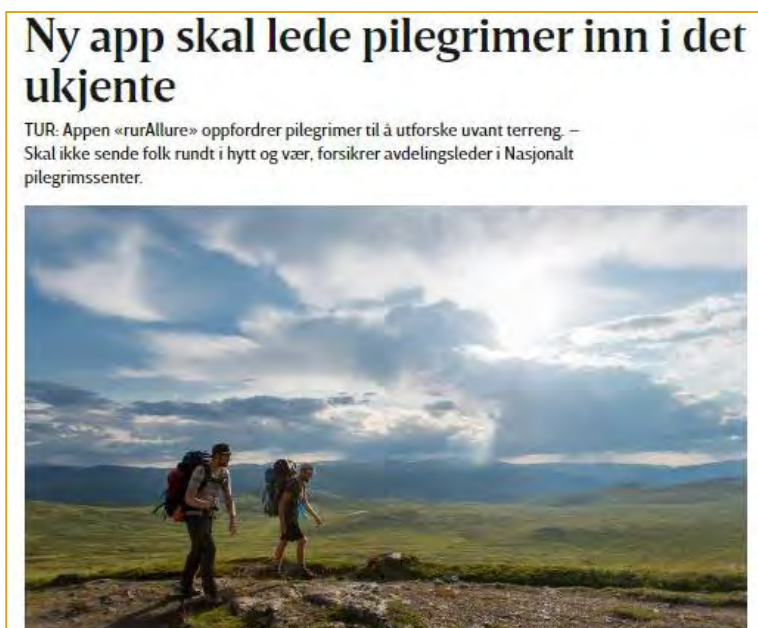 Ny app skal lede pilegrimer inn i det
ukjente
TUR: Appen «rurAllure» oppfordrer pilegrimer til å utforske uvant terreng. –
Skal ikke sende folk rundt i hytt og vær, forsikrer avdelingsleder i Nasjonalt
pilegrimssenter.